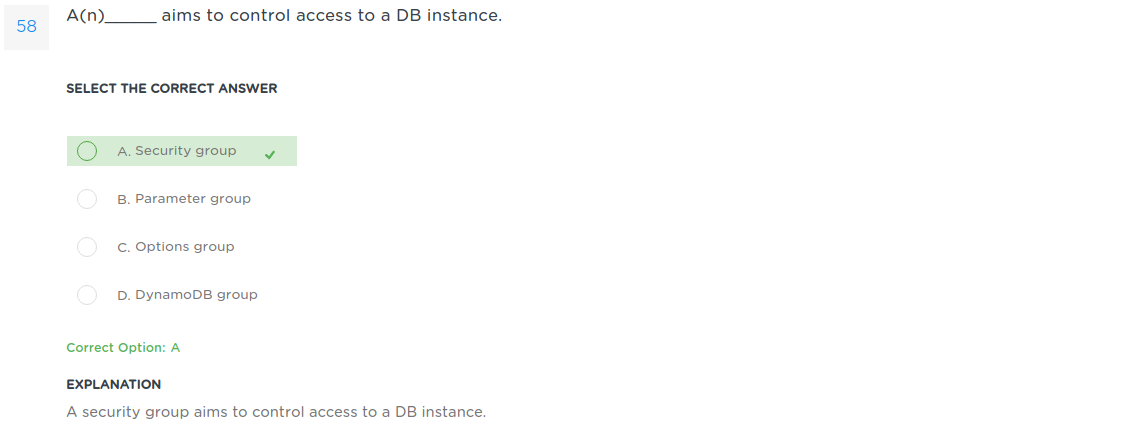 58
A(n)______ aims to control access to a DB instance.
SELECT THE CORRECT ANSWER
A. Security group
B. Parameter group
C. Options group
D. DynamoDB group
Correct Option: A
EXPLANATION
A security group aims to control access to a DB instance.